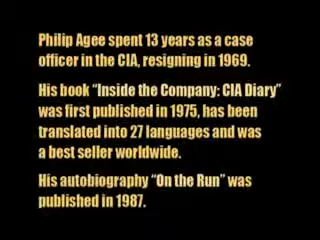 Philip Agee spent 13 years as a case
officer in the CIA, resigning in 1969.
His book “Inside the Company: CIA Diary”
was first published in 1975, has been
translated into 27 languages and was
a best seller worldwide.
His autobiography “On the Run” was
published in 1987.